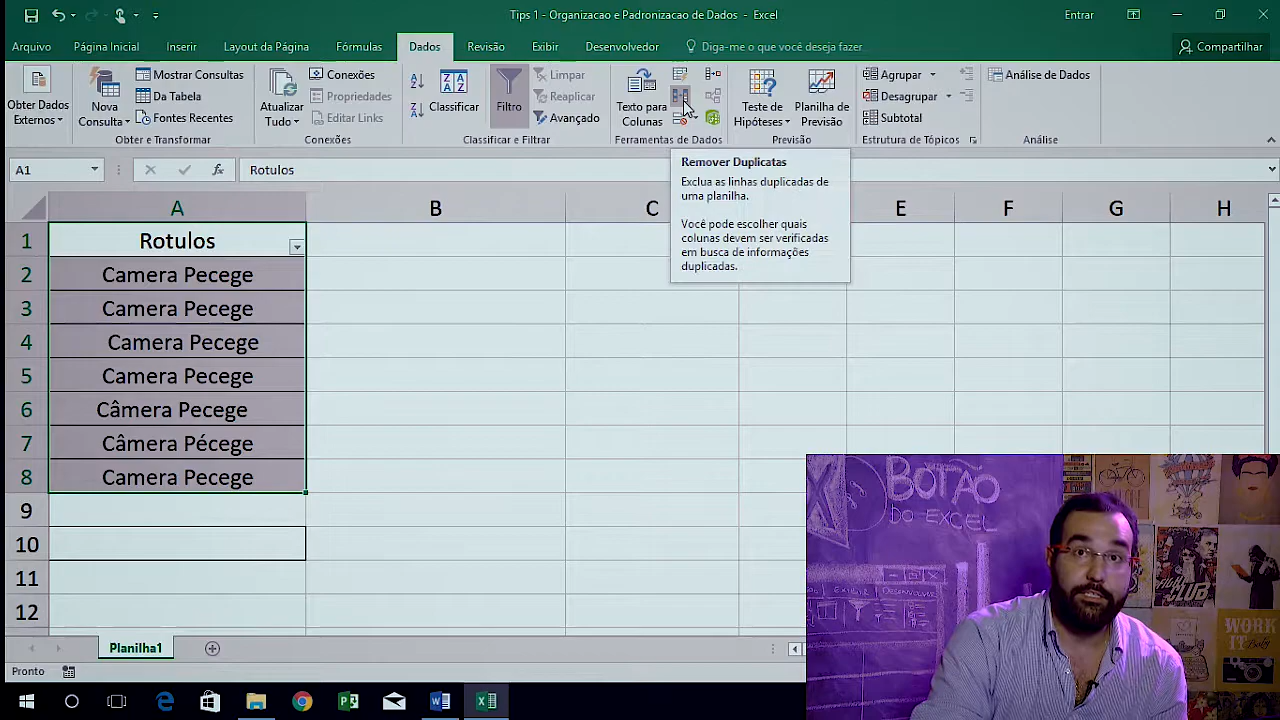 Tips 1 - Organizacao e Padronizacao de Dados - Excel
Entrar
Arquivo
Página Inicial
Inserir
Layout da Página
Fórmulas
Dados
Revisão
Exibir
Desenvolvedor
Diga-me o que você deseja fazer
Compartilhar
Obter Dados
Externos
Nova
Consulta
Mostrar Consultas
Da Tabela
Fontes Recentes
Obter e Transformar
Atualizar
Tudo
Conexões
Propriedades
Editar Links
Conexões
Classificar
Filtro
Limpar
Reaplicar
Avançado
Classificar e Filtrar
Texto para
Colunas
Ferramentas de Dados
Teste de
Hipóteses
Planilha de
Previsão
Previsão
Agrupar
Desagrupar
Subtotal
Estrutura de Tópicos
Análise de Dados
Análise
A1
fx
Rotulos
Remover Duplicatas
Exclua as linhas duplicadas de
uma planilha.
Você pode escolher quais
colunas devem ser verificadas
em busca de informações
duplicadas.
A B C E F G H
1 Rotulos
2 Camera Pecege
3 Camera Pecege
4 Camera Pecege
5 Camera Pecege
6 Câmera Pecege
7 Câmera Pécege
8 Camera Pecege
9
10
11
12
BOTÃO
DO EXCEL
EXIBIR
DESENVOLVEDOR
CLUB
WORK
IT
Planilha1
Pronto